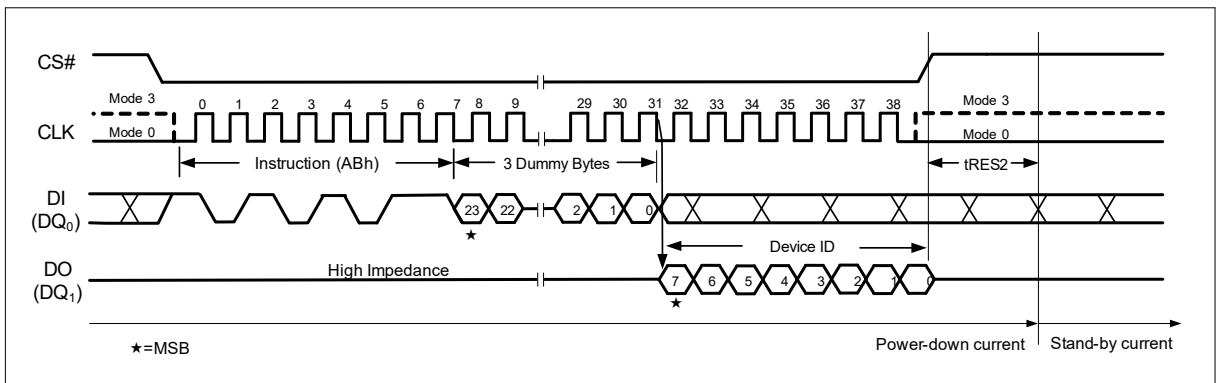 CS#
Mode 3
0 1 2 3 4 5 6 7 8 9 29 30 31 32 33 34 35 36 37 38
Mode 3
CLK
Mode 0
Mode 0
Instruction (ABh)
3 Dummy Bytes
tRES2
DI
(DQ0)
23 22 2 1 0
★
Device ID
DO
(DQ1)
High Impedance
7 6 5 4 3 2 1 0
★
★=MSB
Power-down current
Stand-by current